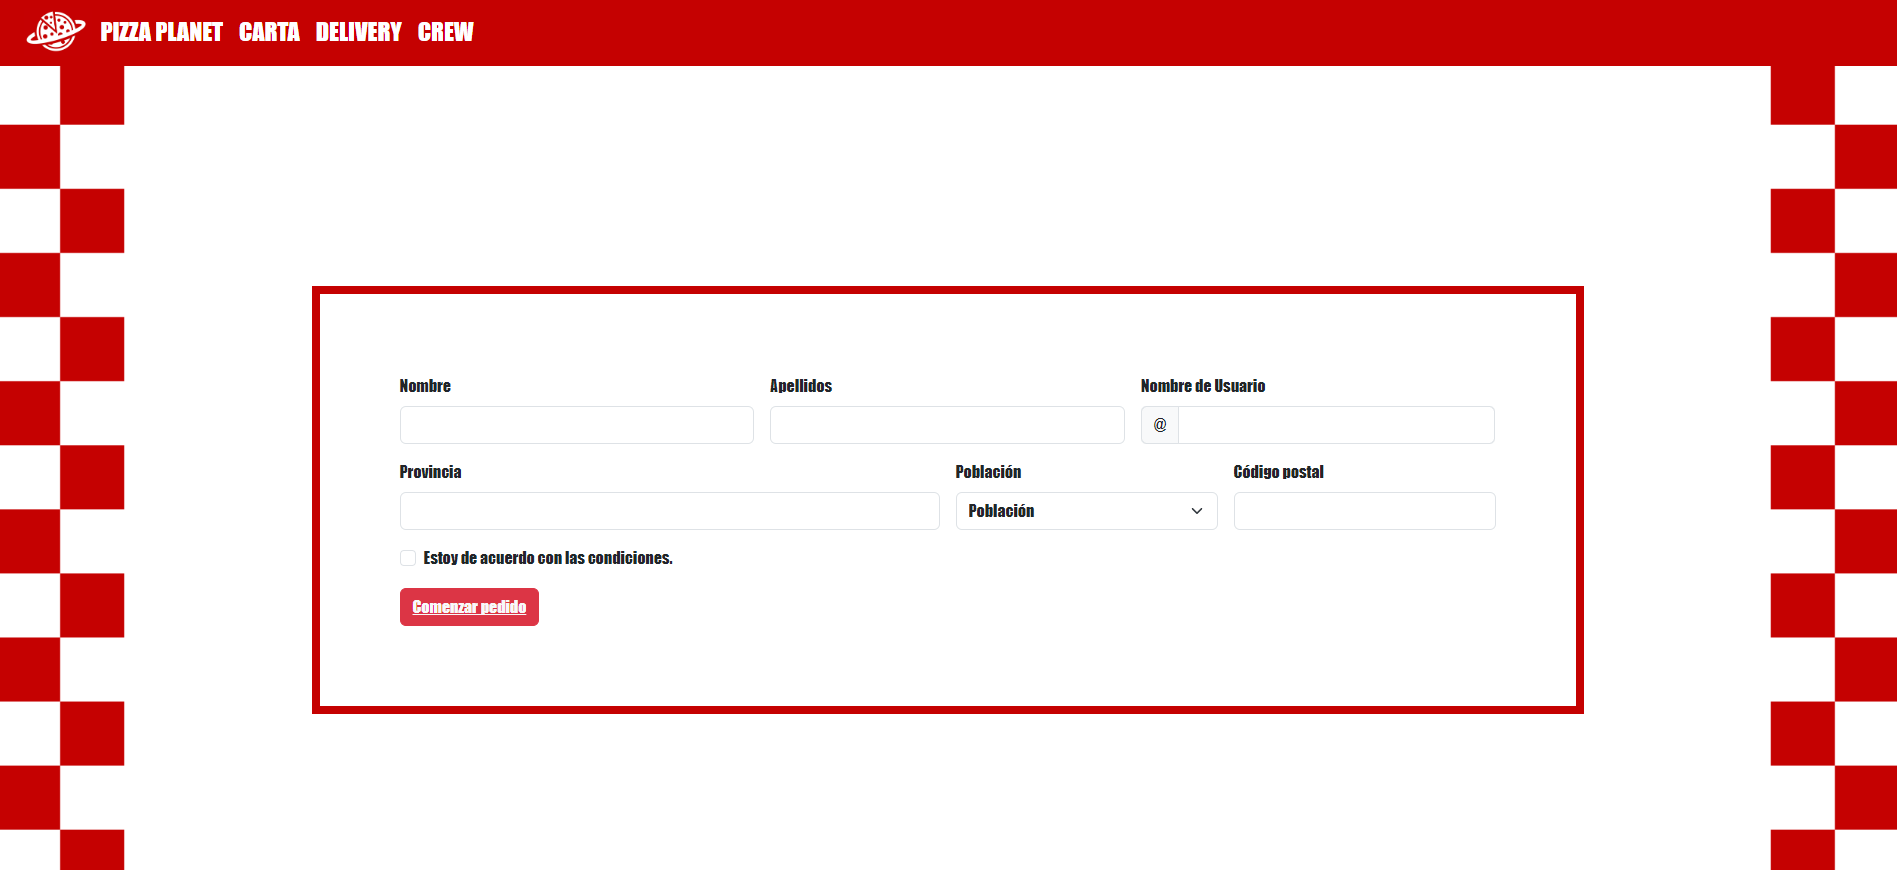 PIZZA PLANET CARTA DELIVERY CREW
Nombre Apellidos Nombre de Usuario
@
Provincia Población Código postal
Población
Estoy de acuerdo con las condiciones.
Comenzar pedido